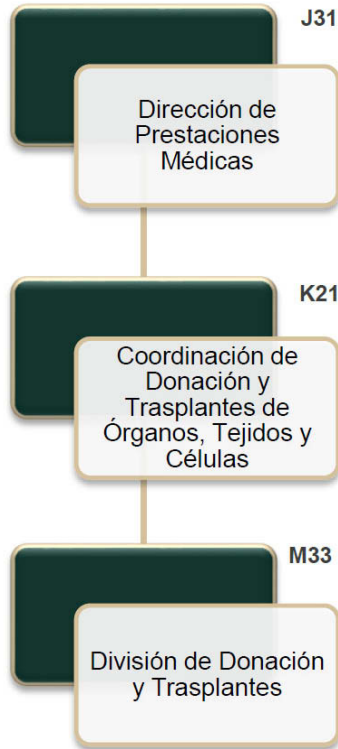 J31
Dirección de
Prestaciones
Médicas
K21
Coordinación de
Donación y
Trasplantes de
Órganos, Tejidos y
Células
M33
División de Donación
y Trasplantes